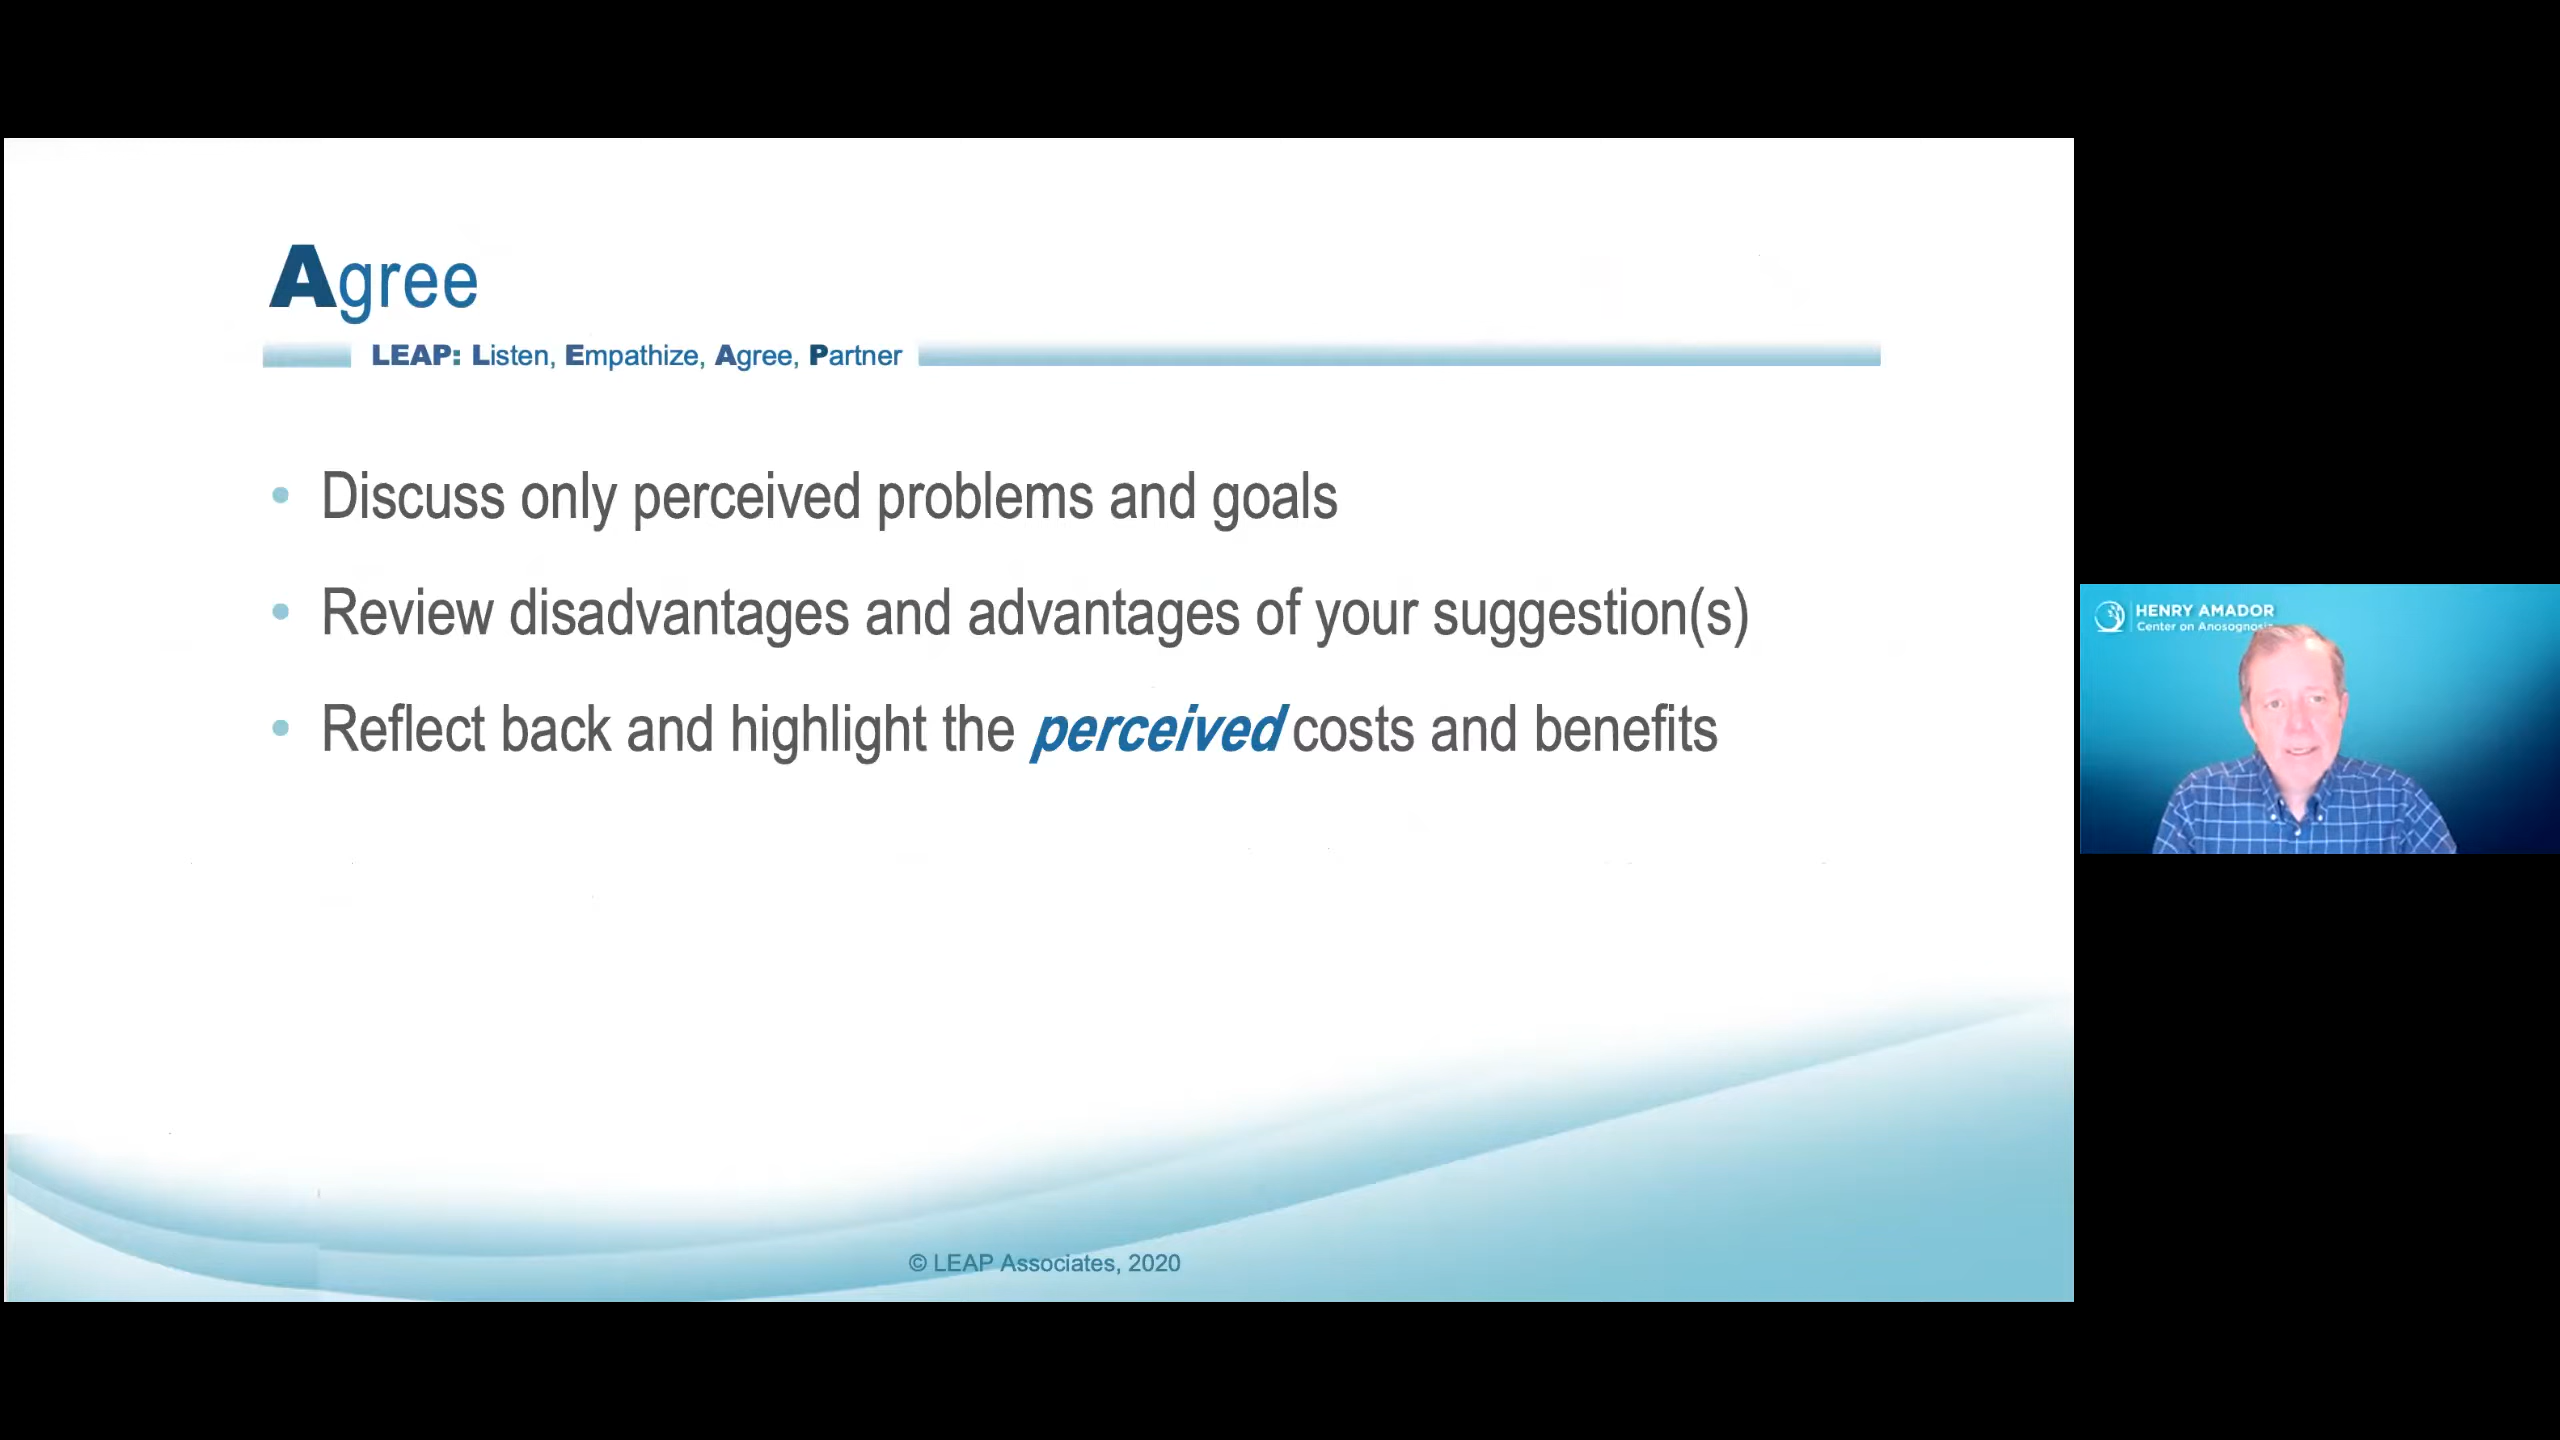 Agree
LEAP: Listen, Empathize, Agree, Partner
• Discuss only perceived problems and goals
• Review disadvantages and advantages of your suggestion(s)
• Reflect back and highlight the perceived costs and benefits
© LEAP Associates, 2020
HENRY AMADOR
Center on Anosognosia